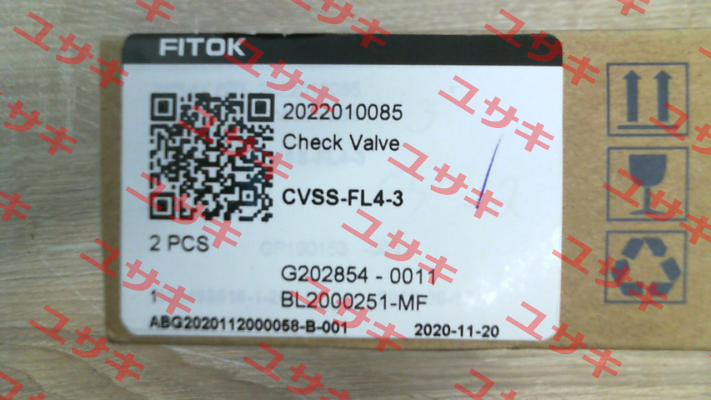 FITOK
2022010085
Check Valve
CVSS-FL4-3
2 PCS
G202854 - 0011
1 BL2000251-MF
ABG2020112000058-B-001 2020-11-20
ユサキ